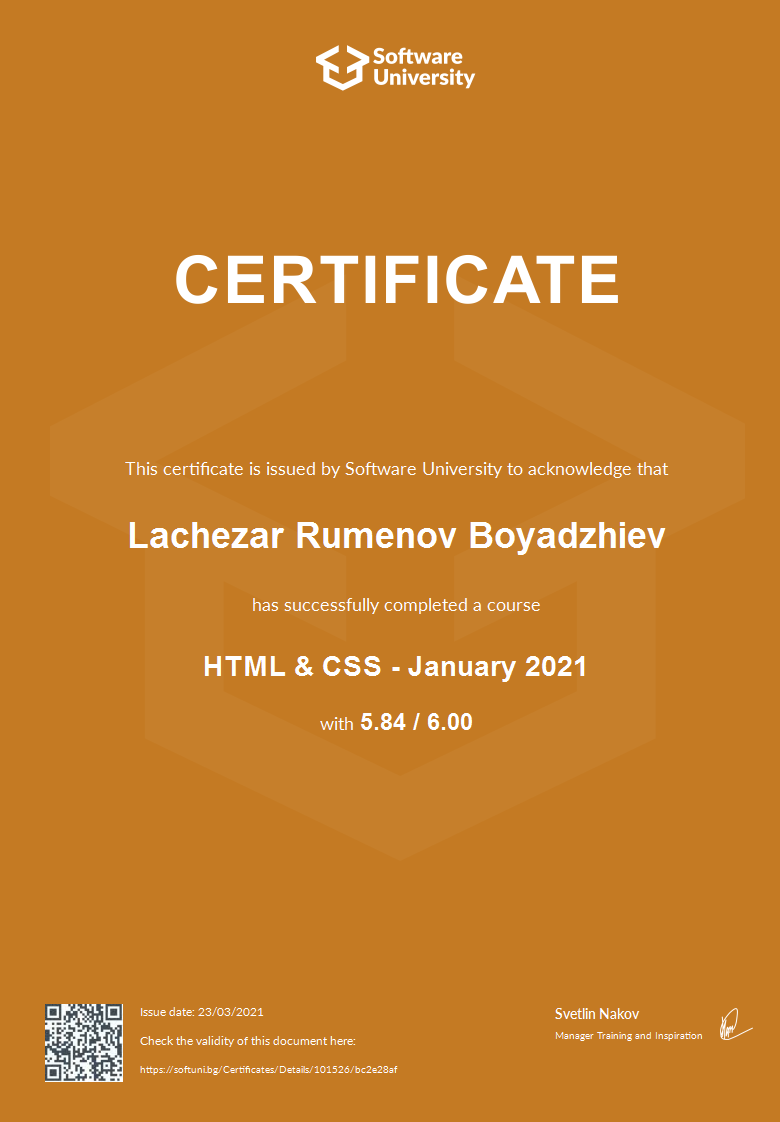 Software
University
CERTIFICATE
This certificate is issued by Software University to acknowledge that
Lachezar Rumenov Boyadzhiev
has successfully completed a course
HTML & CSS - January 2021
with 5.84 / 6.00
Issue date: 23/03/2021
Check the validity of this document here:
https://softuni.bg/Certificates/Details/101526/bc2e28af
Svetlin Nakov
Manager Training and Inspiration